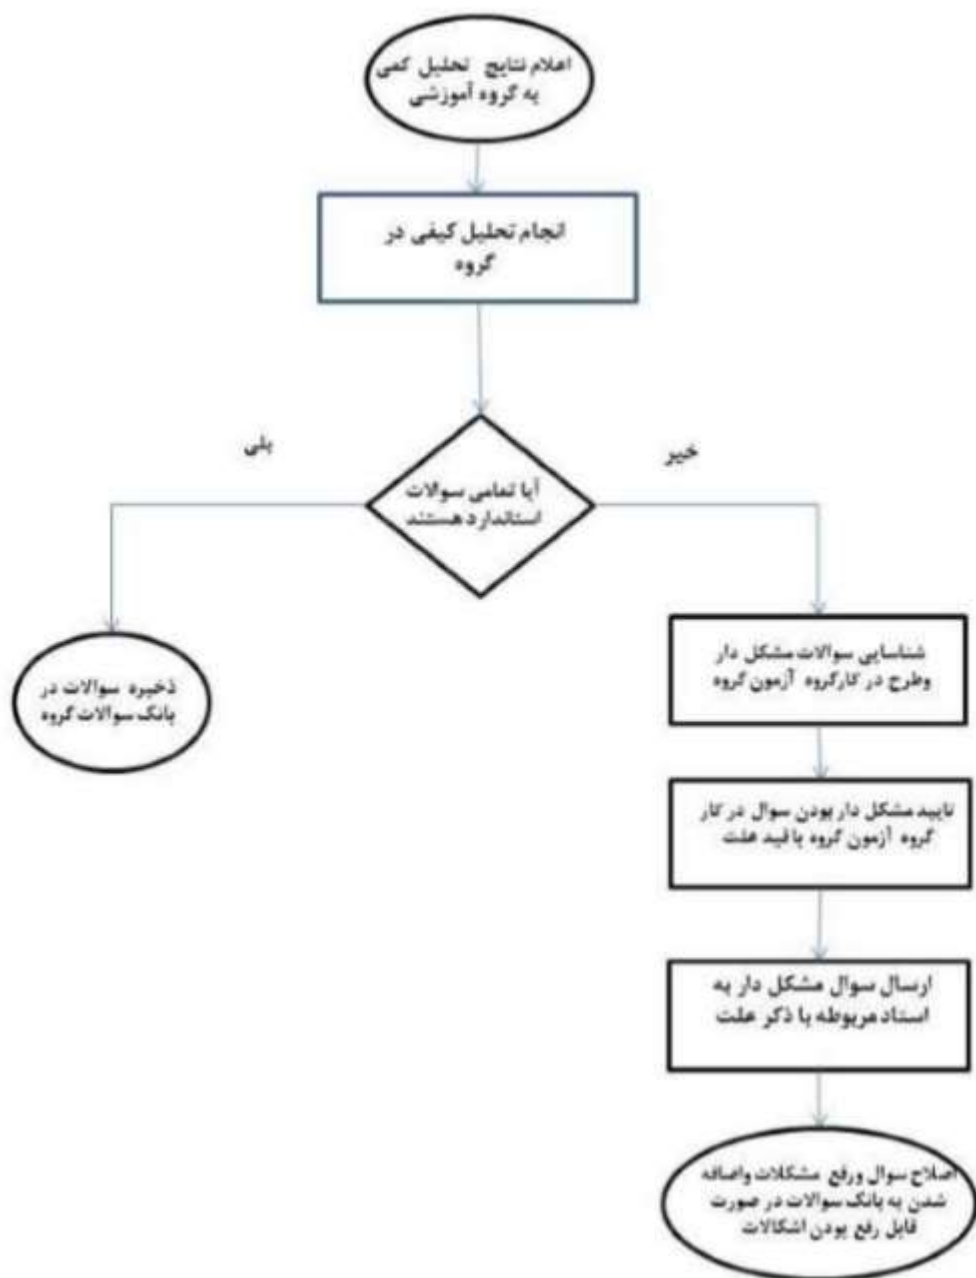 اعلام نتایج تحلیل کمی
به گروه آموزشی
انجام تحلیل کیفی در
گروه
آیا تمامی سوالات
استاندارد هستند
خیر
بلی
شناسایی سوالات مشکل دار
وطرح در کارگروه آزمون گروه
تایید مشکل دار بودن سوال در کار
گروه آزمون گروه با قید علت
ارسال سوال مشکل دار به
استاد مربوطه با ذکر علت
اصلاح سوال ورفع مشکلات واضافه
شدن به بانک سوالات در صورت
قابل رفع بودن اشکالات
ذخیره سوالات در
بانک سوالات گروه